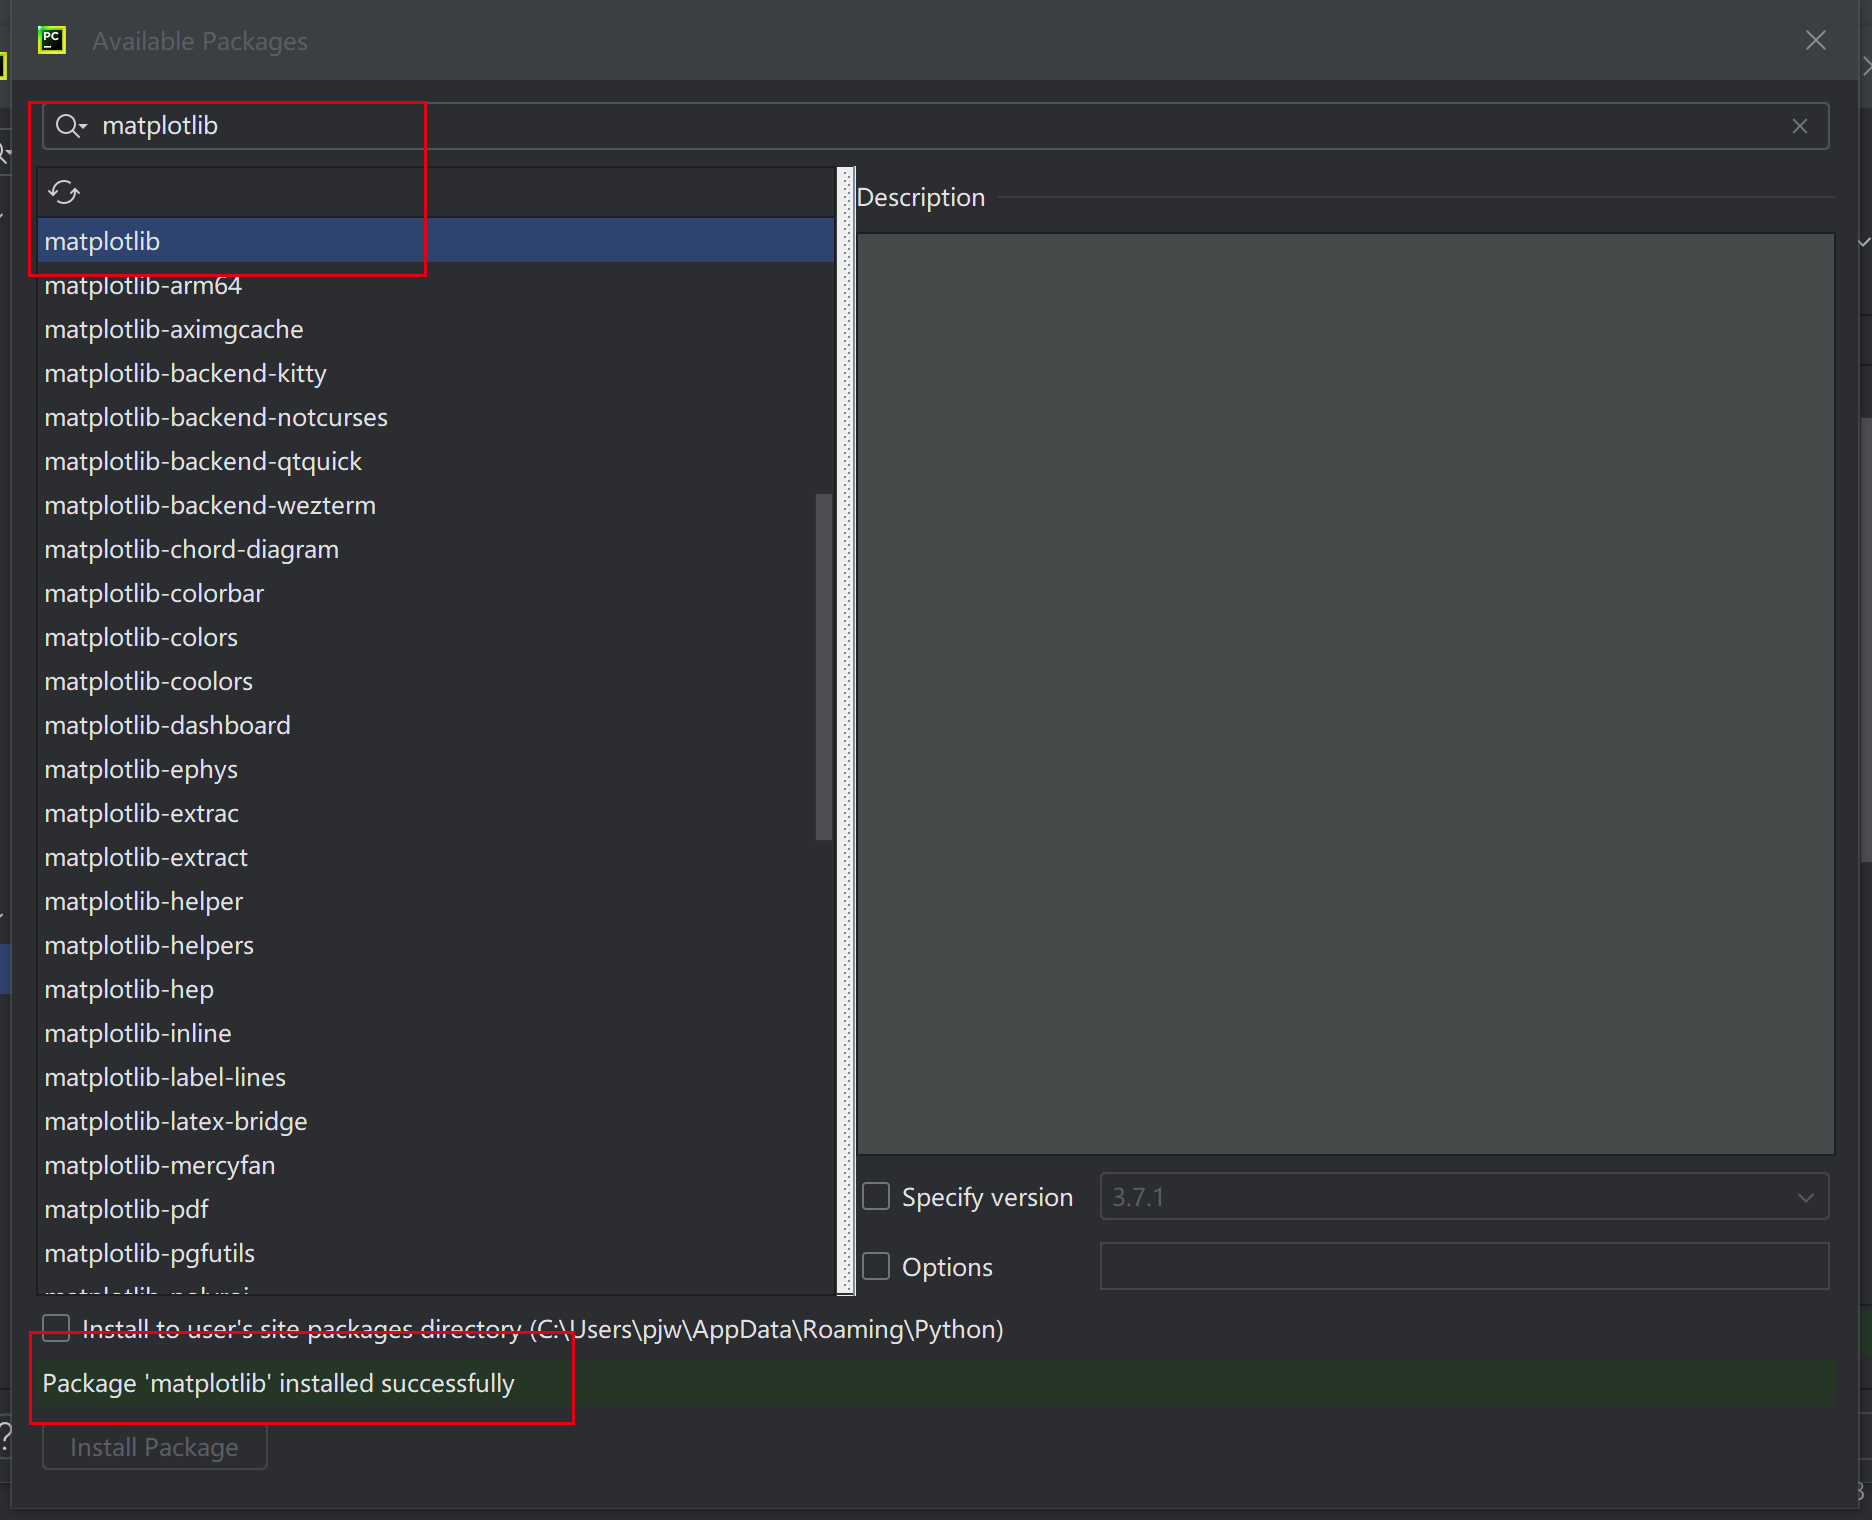 PC
Available Packages
matplotlib
matplotlib
matplotlib-arm64
matplotlib-aximgcache
matplotlib-backend-kitty
matplotlib-backend-notcurses
matplotlib-backend-qtquick
matplotlib-backend-wezterm
matplotlib-chord-diagram
matplotlib-colorbar
matplotlib-colors
matplotlib-coolors
matplotlib-dashboard
matplotlib-ephys
matplotlib-extrac
matplotlib-extract
matplotlib-helper
matplotlib-helpers
matplotlib-hep
matplotlib-inline
matplotlib-label-lines
matplotlib-latex-bridge
matplotlib-mercyfan
matplotlib-pdf
matplotlib-pgfutils
Description
Specify version
3.7.1
Options
Install to user's site packages directory (C:\Users\pjw\AppData\Roaming\Python)
Package 'matplotlib' installed successfully
Install Package
?